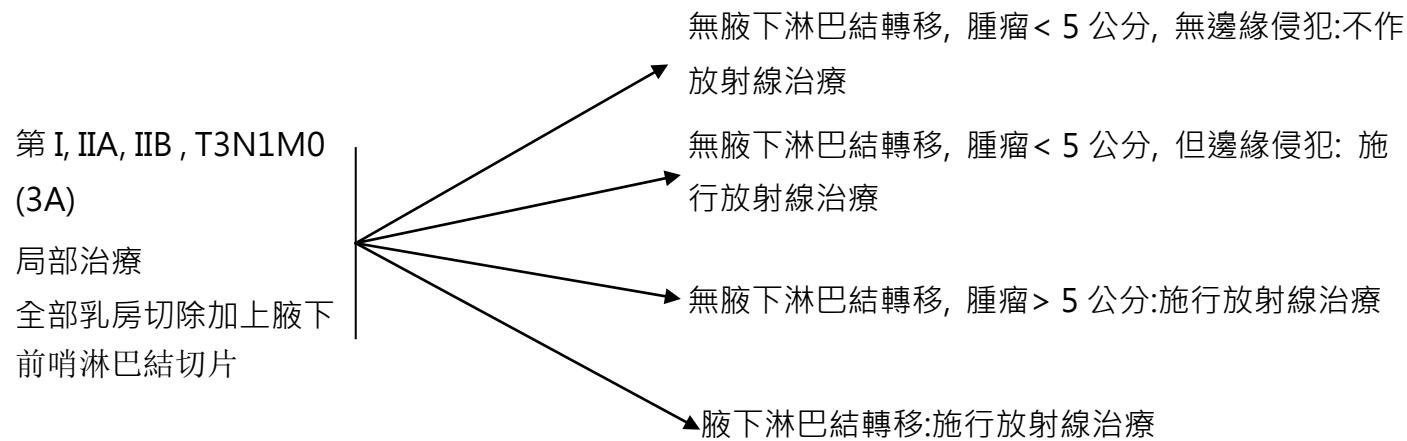 第 I, IIA, IIB , T3N1M0
(3A)
局部治療
全部乳房切除加上腋下
前哨淋巴結切片
無腋下淋巴結轉移, 腫瘤< 5 公分, 無邊緣侵犯:不作
放射線治療
無腋下淋巴結轉移, 腫瘤< 5 公分, 但邊緣侵犯: 施
行放射線治療
無腋下淋巴結轉移, 腫瘤> 5 公分:施行放射線治療
腋下淋巴結轉移:施行放射線治療